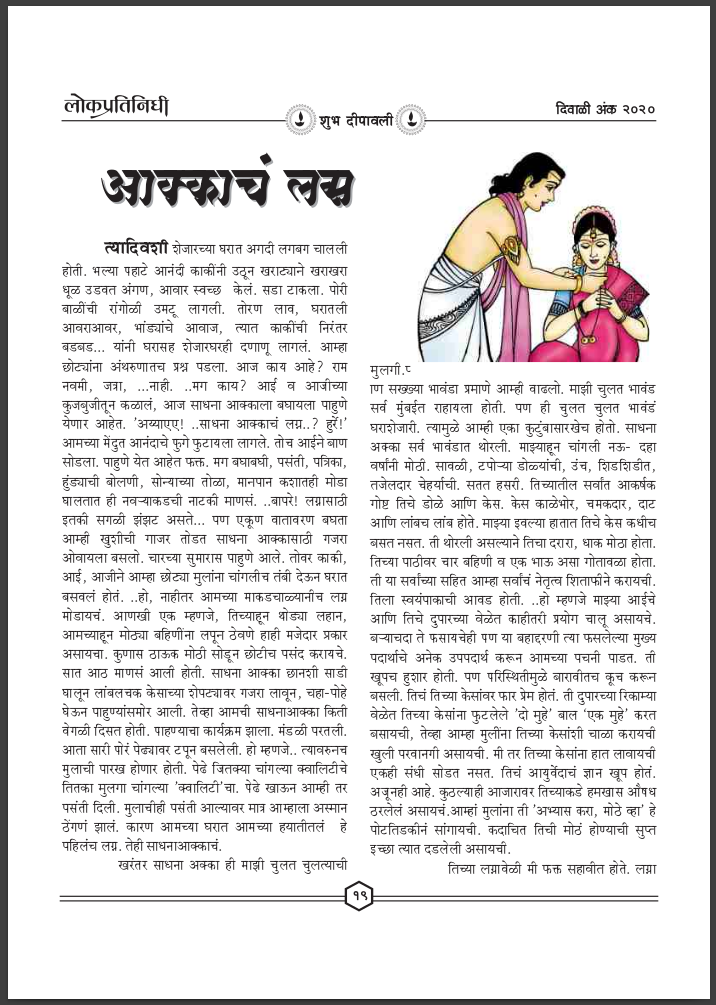 लोकप्रतिनिधी
शुभ दीपावली
दिवाळी अंक २०२०
आक्काचं लग्न
त्यादिवशी शेजारच्या घरात अगदी लगबग चालली
होती. भल्या पहाटे आनंदी काकींनी उठून खराट्याने खराखरा
धूळ उडवत अंगण, आवार स्वच्छ केलं. सडा टाकला. पोरी
बाळींची रांगोळी उमटू लागली. तोरण लाव, घरातली
आवराआवर, भांड्यांचे आवाज, त्यात काकींची निरंतर
बडबड... यांनी घरासह शेजारघरही दणाणू लागलं. आम्हा
छोट्यांना अंथरुणातच प्रश्न पडला. आज काय आहे? राम
नवमी, जत्रा, ...नाही. ..मग काय? आई व आजीच्या
कुजबुजीतून कळालं, आज साधना आक्काला बघायला पाहुणे
येणार आहेत. 'अय्याएए! ..साधना आक्काचं लग्न..? हुर्रे!'
आमच्या मेंदुत आनंदाचे फुगे फुटायला लागले. तोच आईने बाण
सोडला. पाहुणे येत आहेत फक्त. मग बघाबघी, पसंती, पत्रिका,
हुंड्याची बोलणी, सोन्याच्या तोळा, मानपान कशातही मोडा
घालतात ही नवऱ्याकडची नाटकी माणसं. ..बापरे! लग्नासाठी
इतकी सगळी झंझट असते... पण एकूण वातावरण बघता
आम्ही खुशीची गाजर तोडत साधना आक्कासाठी गजरा
ओवायला बसलो. चारच्या सुमारास पाहुणे आले. तोवर काकी,
आई, आजीने आम्हा छोट्या मुलांना चांगलीच तंबी देऊन घरात
बसवलं होतं. ..हो, नाहीतर आमच्या माकडचाळ्यानीच लग्न
मोडायचं. आणखी एक म्हणजे, तिच्याहून थोड्या लहान,
आमच्याहून मोठ्या बहिणींना लपून ठेवणे हाही मजेदार प्रकार
असायचा. कुणास ठाऊक मोठी सोडून छोटीच पसंद करायचे.
सात आठ माणसं आली होती. साधना आक्का छानशी साडी
घालून लांबलचक केसाच्या शेपट्यावर गजरा लावून, चहा-पोहे
घेऊन पाहुण्यांसमोर आली. तेव्हा आमची साधनाआक्का किती
वेगळी दिसत होती. पाहण्याचा कार्यक्रम झाला. मंडळी परतली.
आता सारी पोरं पेढ्यावर टपून बसलेली. हो म्हणजे.. त्यावरुनच
मुलाची पारख होणार होती. पेढे जितक्या चांगल्या क्वालिटीचे
तितका मुलगा चांगल्या 'क्वालिटी'चा. पेढे खाऊन आम्ही तर
पसंती दिली. मुलाचीही पसंती आल्यावर मात्र आम्हाला अस्मान
ठेंगणं झालं. कारण आमच्या घरात आमच्या हयातीतलं हे
पहिलंच लग्न. तेही साधनाआक्काचं.
खरंतर साधना अक्का ही माझी चुलत चुलत्याची
मुलगी.
ण सख्ख्या भावंडा प्रमाणे आम्ही वाढलो. माझी चुलत भावंड
सर्व मुंबईत राहायला होती. पण ही चुलत चुलत भावंडं
घराशेजारी. त्यामुळे आम्ही एका कुटुंबासारखेच होतो. साधना
अक्का सर्व भावंडात थोरली. माझ्याहून चांगली नऊ- दहा
वर्षांनी मोठी. सावळी, टपोऱ्या डोळ्यांची, उंच, शिडशिडीत,
तजेलदार चेहर्याची. सतत हसरी. तिच्यातील सर्वात आकर्षक
गोष्ट तिचे डोळे आणि केस. केस काळेभोर, चमकदार, दाट
आणि लांबच लांब होते. माझ्या इवल्या हातात तिचे केस कधीच
बसत नसत. ती थोरली असल्याने तिचा दरारा, धाक मोठा होता.
तिच्या पाठीवर चार बहिणी व एक भाऊ असा गोतावळा होता.
ती या सर्वांच्या सहित आम्हा सर्वांचं नेतृत्व शिताफीने करायची.
तिला स्वयंपाकाची आवड होती. ..हो म्हणजे माझ्या आईचे
आणि तिचे दुपारच्या वेळेत काहीतरी प्रयोग चालू असायचे.
बऱ्याचदा ते फसायचेही पण या बहाद्दरणी त्या फसलेल्या मुख्य
पदार्थाचे अनेक उपपदार्थ करून आमच्या पचनी पाडत. ती
खूपच हुशार होती. पण परिस्थितीमुळे बारावीतच कूच करून
बसली. तिचं तिच्या केसांवर फार प्रेम होतं. ती दुपारच्या रिकाम्या
वेळेत तिच्या केसांना फुटलेले 'दो मुहे' बाल 'एक मुहे' करत
बसायची, तेव्हा आम्हा मुलींना तिच्या केसांशी चाळा करायची
खुली परवानगी असायची. मी तर तिच्या केसांना हात लावायची
एकही संधी सोडत नसत. तिचं आयुर्वेदाचं ज्ञान खूप होतं.
अजूनही आहे. कुठल्याही आजारावर तिच्याकडे हमखास औषध
ठरलेलं असायचं.आम्हां मुलांना ती 'अभ्यास करा, मोठे व्हा' हे
पोटतिडकीनं सांगायची. कदाचित तिची मोठं होण्याची सुप्त
इच्छा त्यात दडलेली असायची.
तिच्या लग्नावेळी मी फक्त सहावीत होते. लग्ना
१९